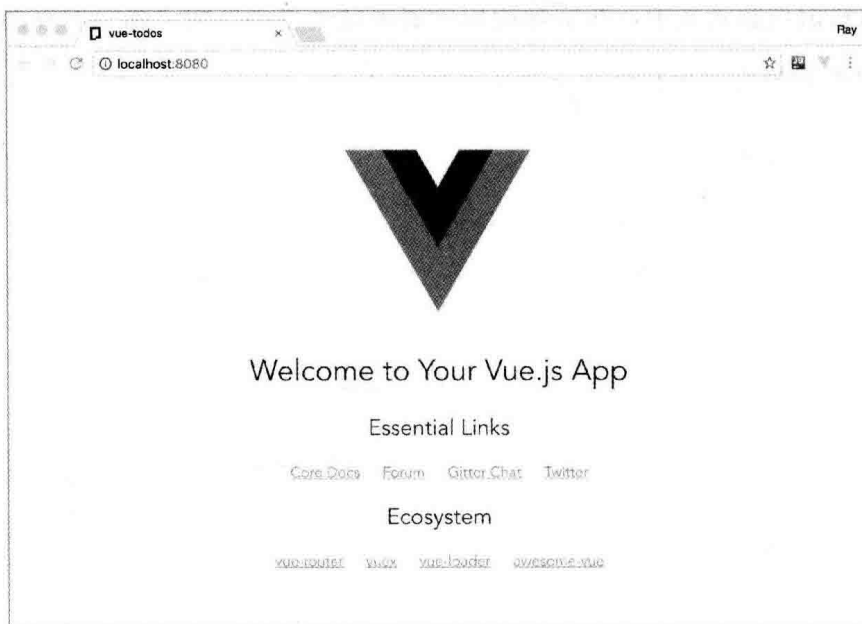 vue-todos ×
Ray
localhost:8080
Welcome to Your Vue.js App
Essential Links
Core Docs Forum Gitter Chat Twitter
Ecosystem
vue-router vuex vue-loader awesome-vue